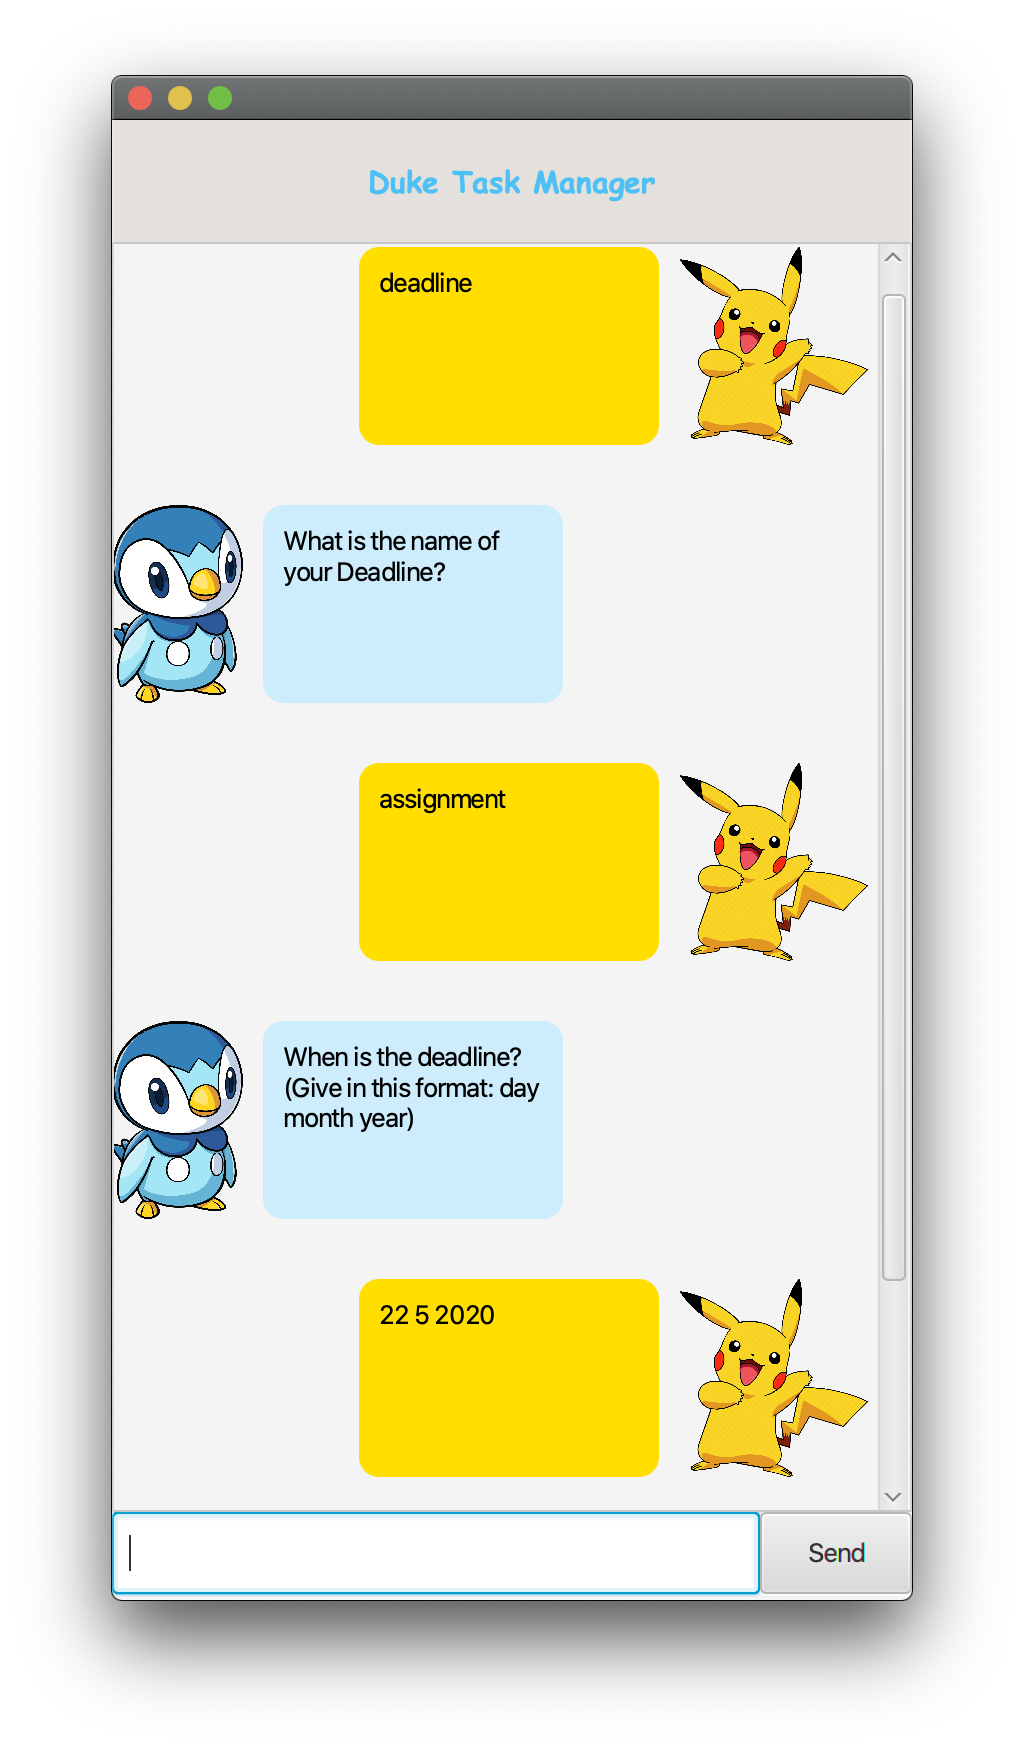 Duke Task Manager
deadline
What is the name of
your Deadline?
assignment
When is the deadline?
(Give in this format: day
month year)
22 5 2020
Send